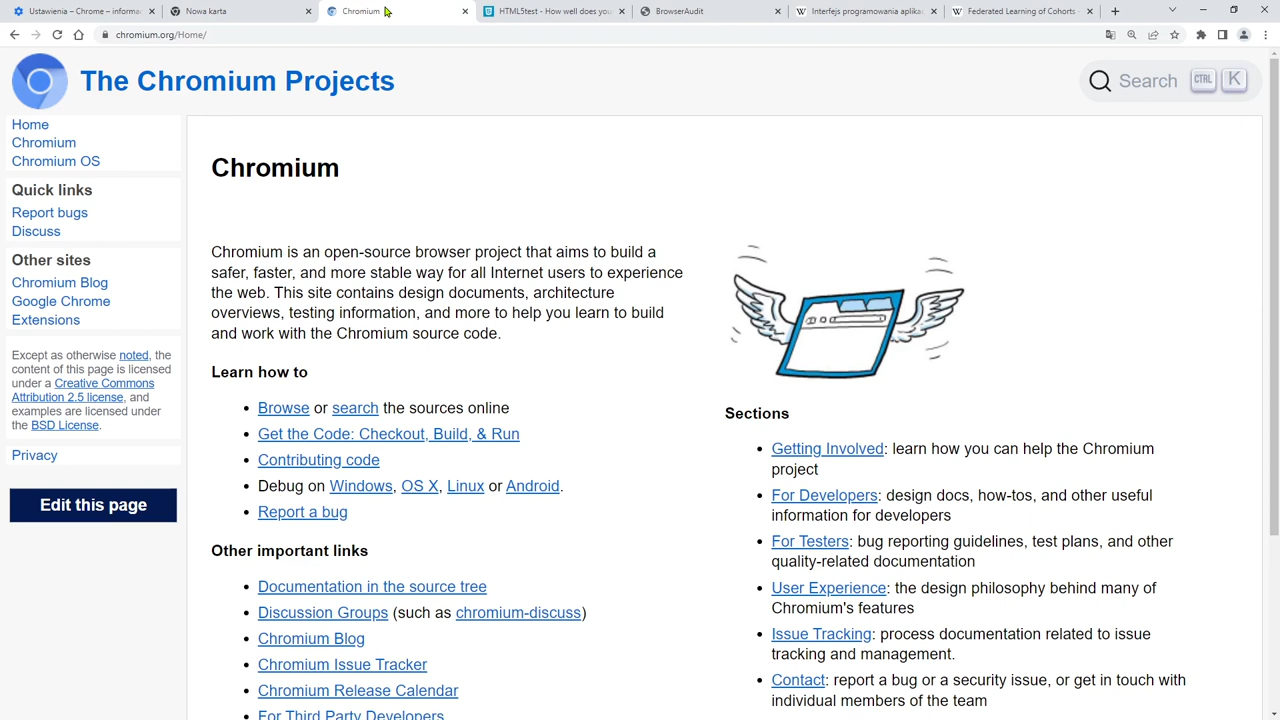 Ustawienia – Chrome – informac
Nowa karta
Chromium
HTML5test - How well does you
BrowserAudit
Interfejs programowania aplika
Federated Learning of Cohorts
chromium.org/Home/
The Chromium Projects
Search CTRL K
Home
Chromium
Chromium OS
Quick links
Report bugs
Discuss
Other sites
Chromium Blog
Google Chrome
Extensions
Except as otherwise noted, the
content of this page is licensed
under a Creative Commons
Attribution 2.5 license, and
examples are licensed under
the BSD License.
Privacy
Edit this page
Chromium
Chromium is an open-source browser project that aims to build a
safer, faster, and more stable way for all Internet users to experience
the web. This site contains design documents, architecture
overviews, testing information, and more to help you learn to build
and work with the Chromium source code.
Learn how to
• Browse or search the sources online
• Get the Code: Checkout, Build, & Run
• Contributing code
• Debug on Windows, OS X, Linux or Android.
• Report a bug
Other important links
• Documentation in the source tree
• Discussion Groups (such as chromium-discuss)
• Chromium Blog
• Chromium Issue Tracker
• Chromium Release Calendar
• For Third Party Developers
Sections
• Getting Involved: learn how you can help the Chromium
project
• For Developers: design docs, how-tos, and other useful
information for developers
• For Testers: bug reporting guidelines, test plans, and other
quality-related documentation
• User Experience: the design philosophy behind many of
Chromium's features
• Issue Tracking: process documentation related to issue
tracking and management.
• Contact: report a bug or a security issue, or get in touch with
individual members of the team